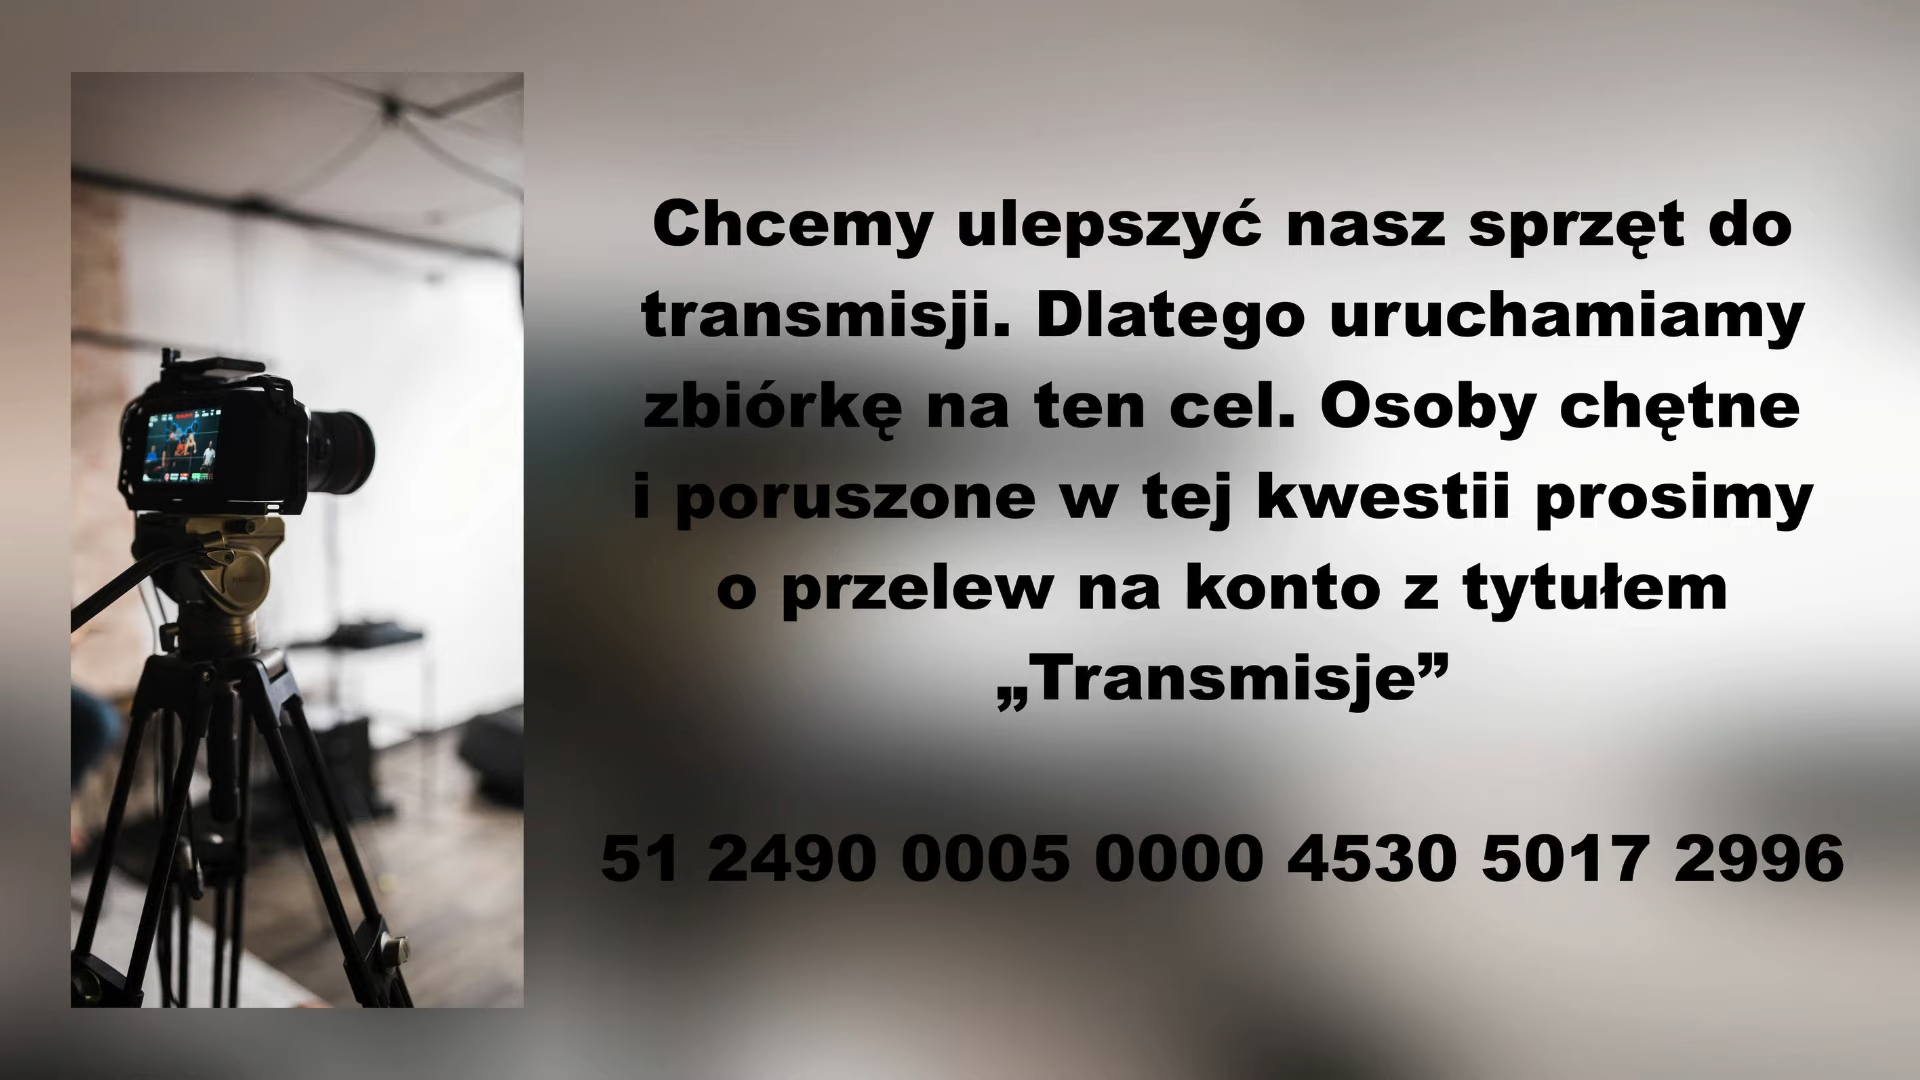 Chcemy ulepszyć nasz sprzęt do
transmisji. Dlatego uruchamiamy
zbiórkę na ten cel. Osoby chętne
i poruszone w tej kwestii prosimy
o przelew na konto z tytułem
„Transmisje”
51 2490 0005 0000 4530 5017 2996